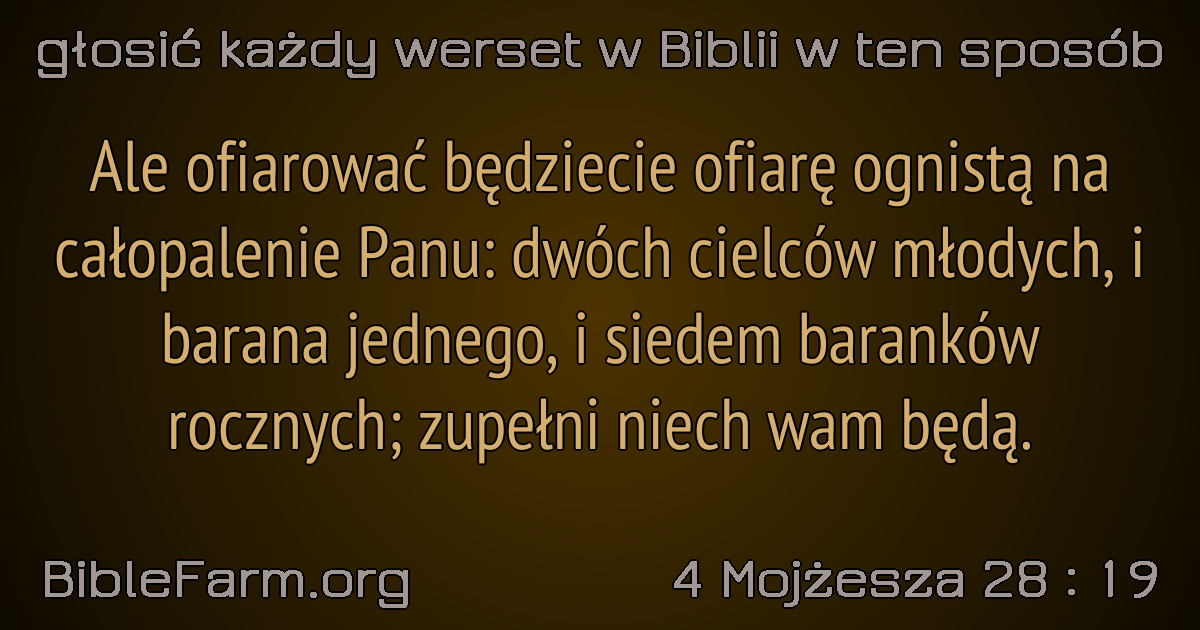 głosić każdy werset w Biblii w ten sposób
Ale ofiarować będziecie ofiarę ognistą na
całopalenie Panu: dwóch cielców młodych, i
barana jednego, i siedem baranków
rocznych; zupełni niech wam będą.
BibleFarm.org
4 Mojżesza 28 : 19